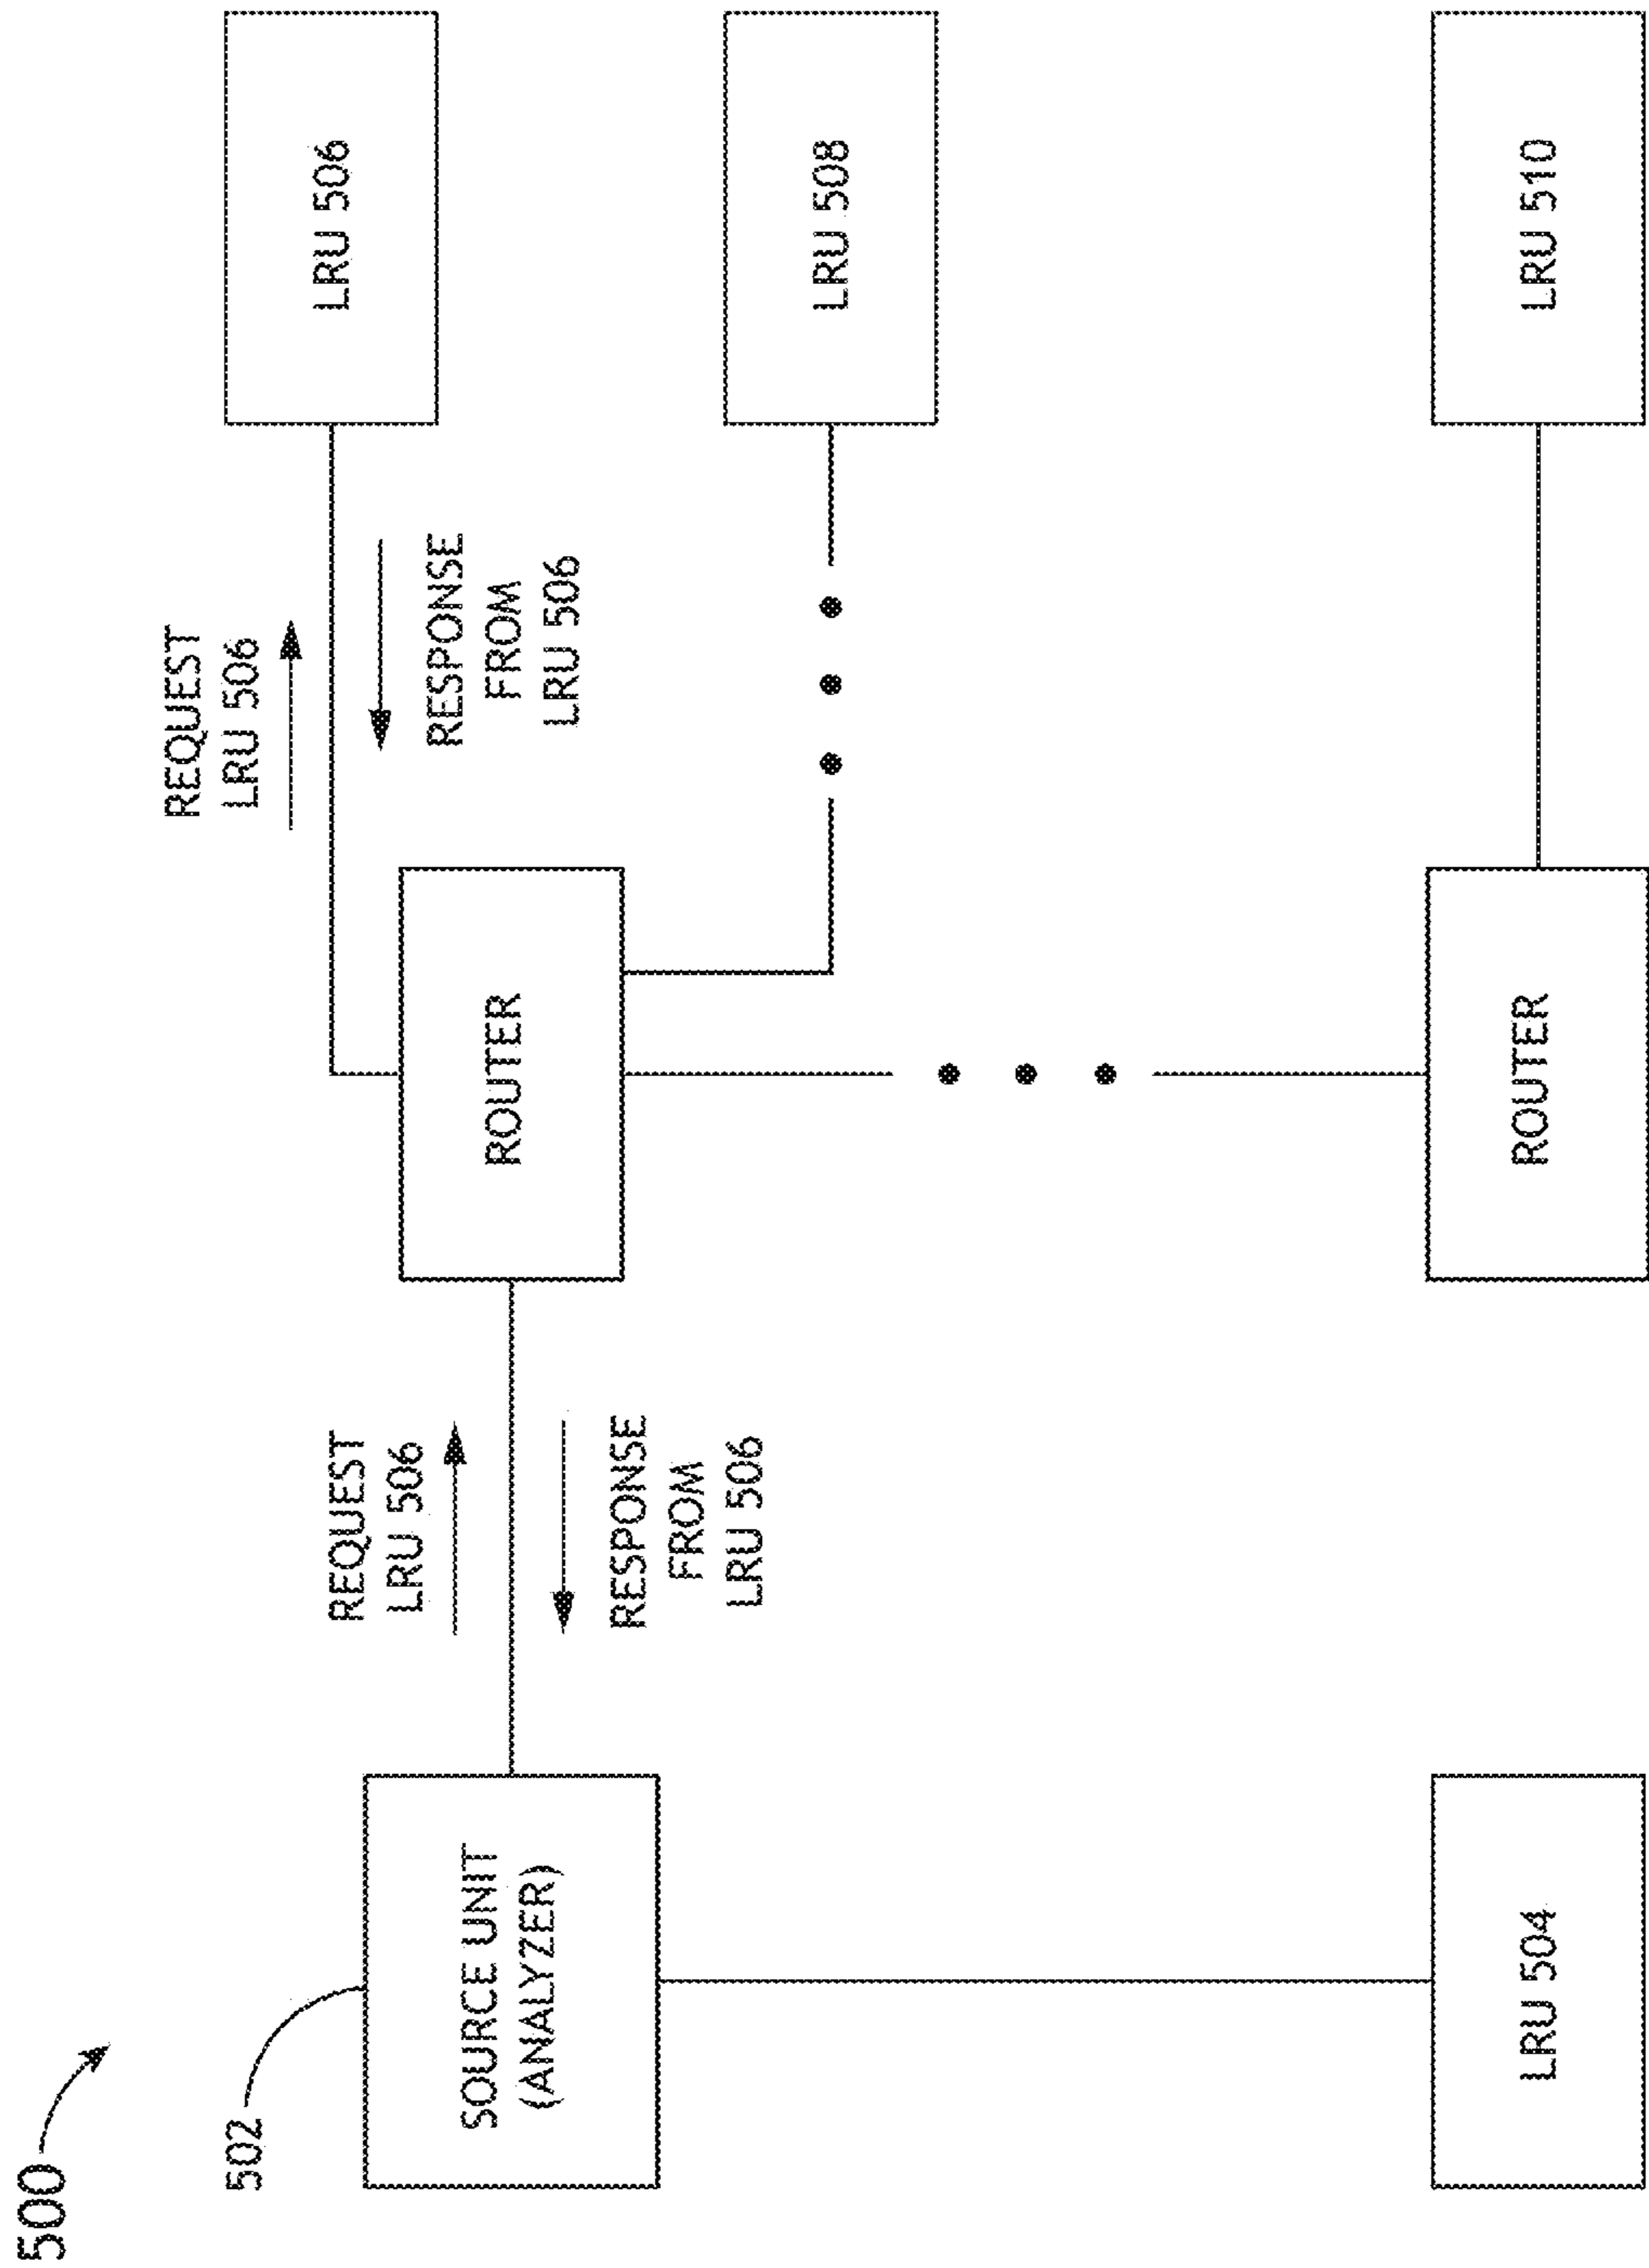 500
502
SOURCE UNIT
(ANALYZER)
REQUEST
LRU 506
RESPONSE
FROM
LRU 506
ROUTER
REQUEST
LRU 506
RESPONSE
FROM
LRU 506
LRU 506
LRU 508
LRU 504
ROUTER
LRU 510